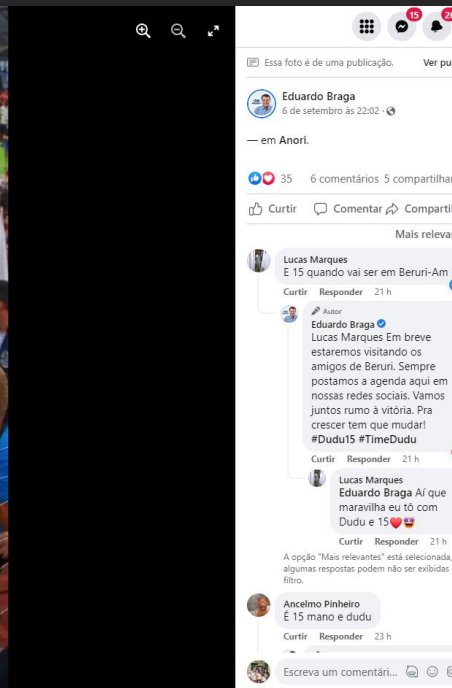 15
20
Essa foto é de uma publicação. Ver pu
Eduardo Braga
6 de setembro às 22:02 ·
— em Anori.
35 6 comentários 5 compartilhar
Curtir Comentar Compartil
Mais releva
Lucas Marques
E 15 quando vai ser em Beruri-Am
Curtir Responder 21 h
Autor
Eduardo Braga
Lucas Marques Em breve
estaremos visitando os
amigos de Beruri. Sempre
postamos a agenda aqui em
nossas redes sociais. Vamos
juntos rumo à vitória. Pra
crescer tem que mudar!
#Dudu15 #TimeDudu
Curtir Responder 21 h
Lucas Marques
Eduardo Braga Aí que
maravilha eu tô com
Dudu e 15❤️😍
Curtir Responder 21 h
A opção "Mais relevantes" está selecionada,
algumas respostas podem não ser exibidas
filtro.
Ancelmo Pinheiro
É 15 mano e dudu
Curtir Responder 23 h
Escreva um comentári...